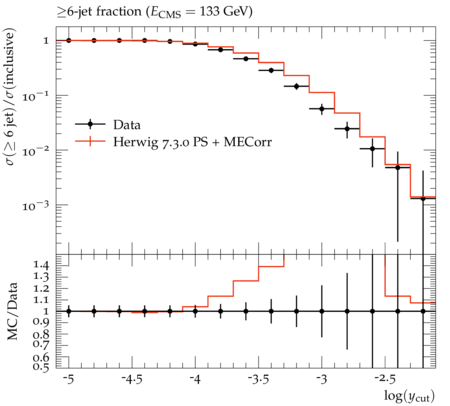 ≥6-jet fraction (E_CMS = 133 GeV)
σ(≥ 6 jet)/σ(inclusive)
1
10⁻¹
10⁻²
10⁻³
Data
Herwig 7.3.0 PS + MECorr
MC/Data
1.4
1.3
1.2
1.1
1
0.9
0.8
0.7
0.6
0.5
-5 -4.5 -4 -3.5 -3 -2.5
log(y_cut)